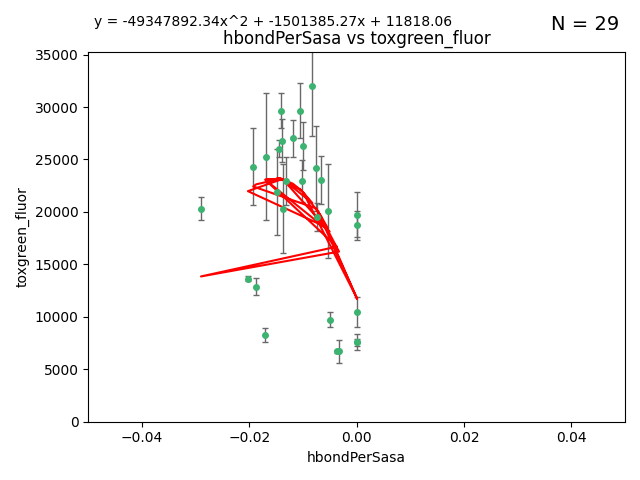 y = -49347892.34x^2 + -1501385.27x + 11818.06
N = 29
hbondPerSasa vs toxgreen_fluor
35000
30000
25000
20000
15000
10000
5000
0
toxgreen_fluor
−0.04
−0.02
0.00
0.02
0.04
hbondPerSasa